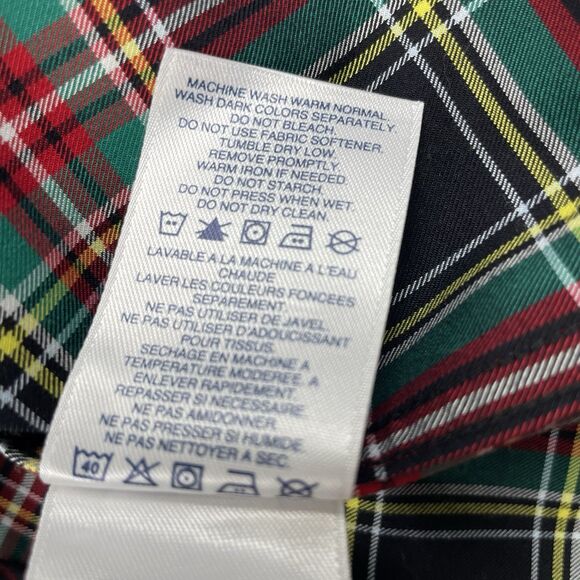 MACHINE WASH WARM NORMAL.
WASH DARK COLORS SEPARATELY.
DO NOT BLEACH.
DO NOT USE FABRIC SOFTENER.
TUMBLE DRY LOW.
REMOVE PROMPTLY.
WARM IRON IF NEEDED.
DO NOT STARCH.
DO NOT PRESS WHEN WET.
DO NOT DRY CLEAN.
LAVABLE A LA MACHINE A L'EAU
CHAUDE
LAVER LES COULEURS FONCÉES
SEPAREMENT.
NE PAS UTILISER DE JAVEL.
NE PAS UTILISER D'ADOUCISSANT
POUR TISSUS.
SECHAGE EN MACHINE A
TEMPERATURE MODEREE. A
ENLEVER RAPIDEMENT.
REPASSER SI NECESSAIRE.
NE PAS AMIDONNER.
NE PAS PRESSER SI HUMIDE.
NE PAS NETTOYER A SEC.
40